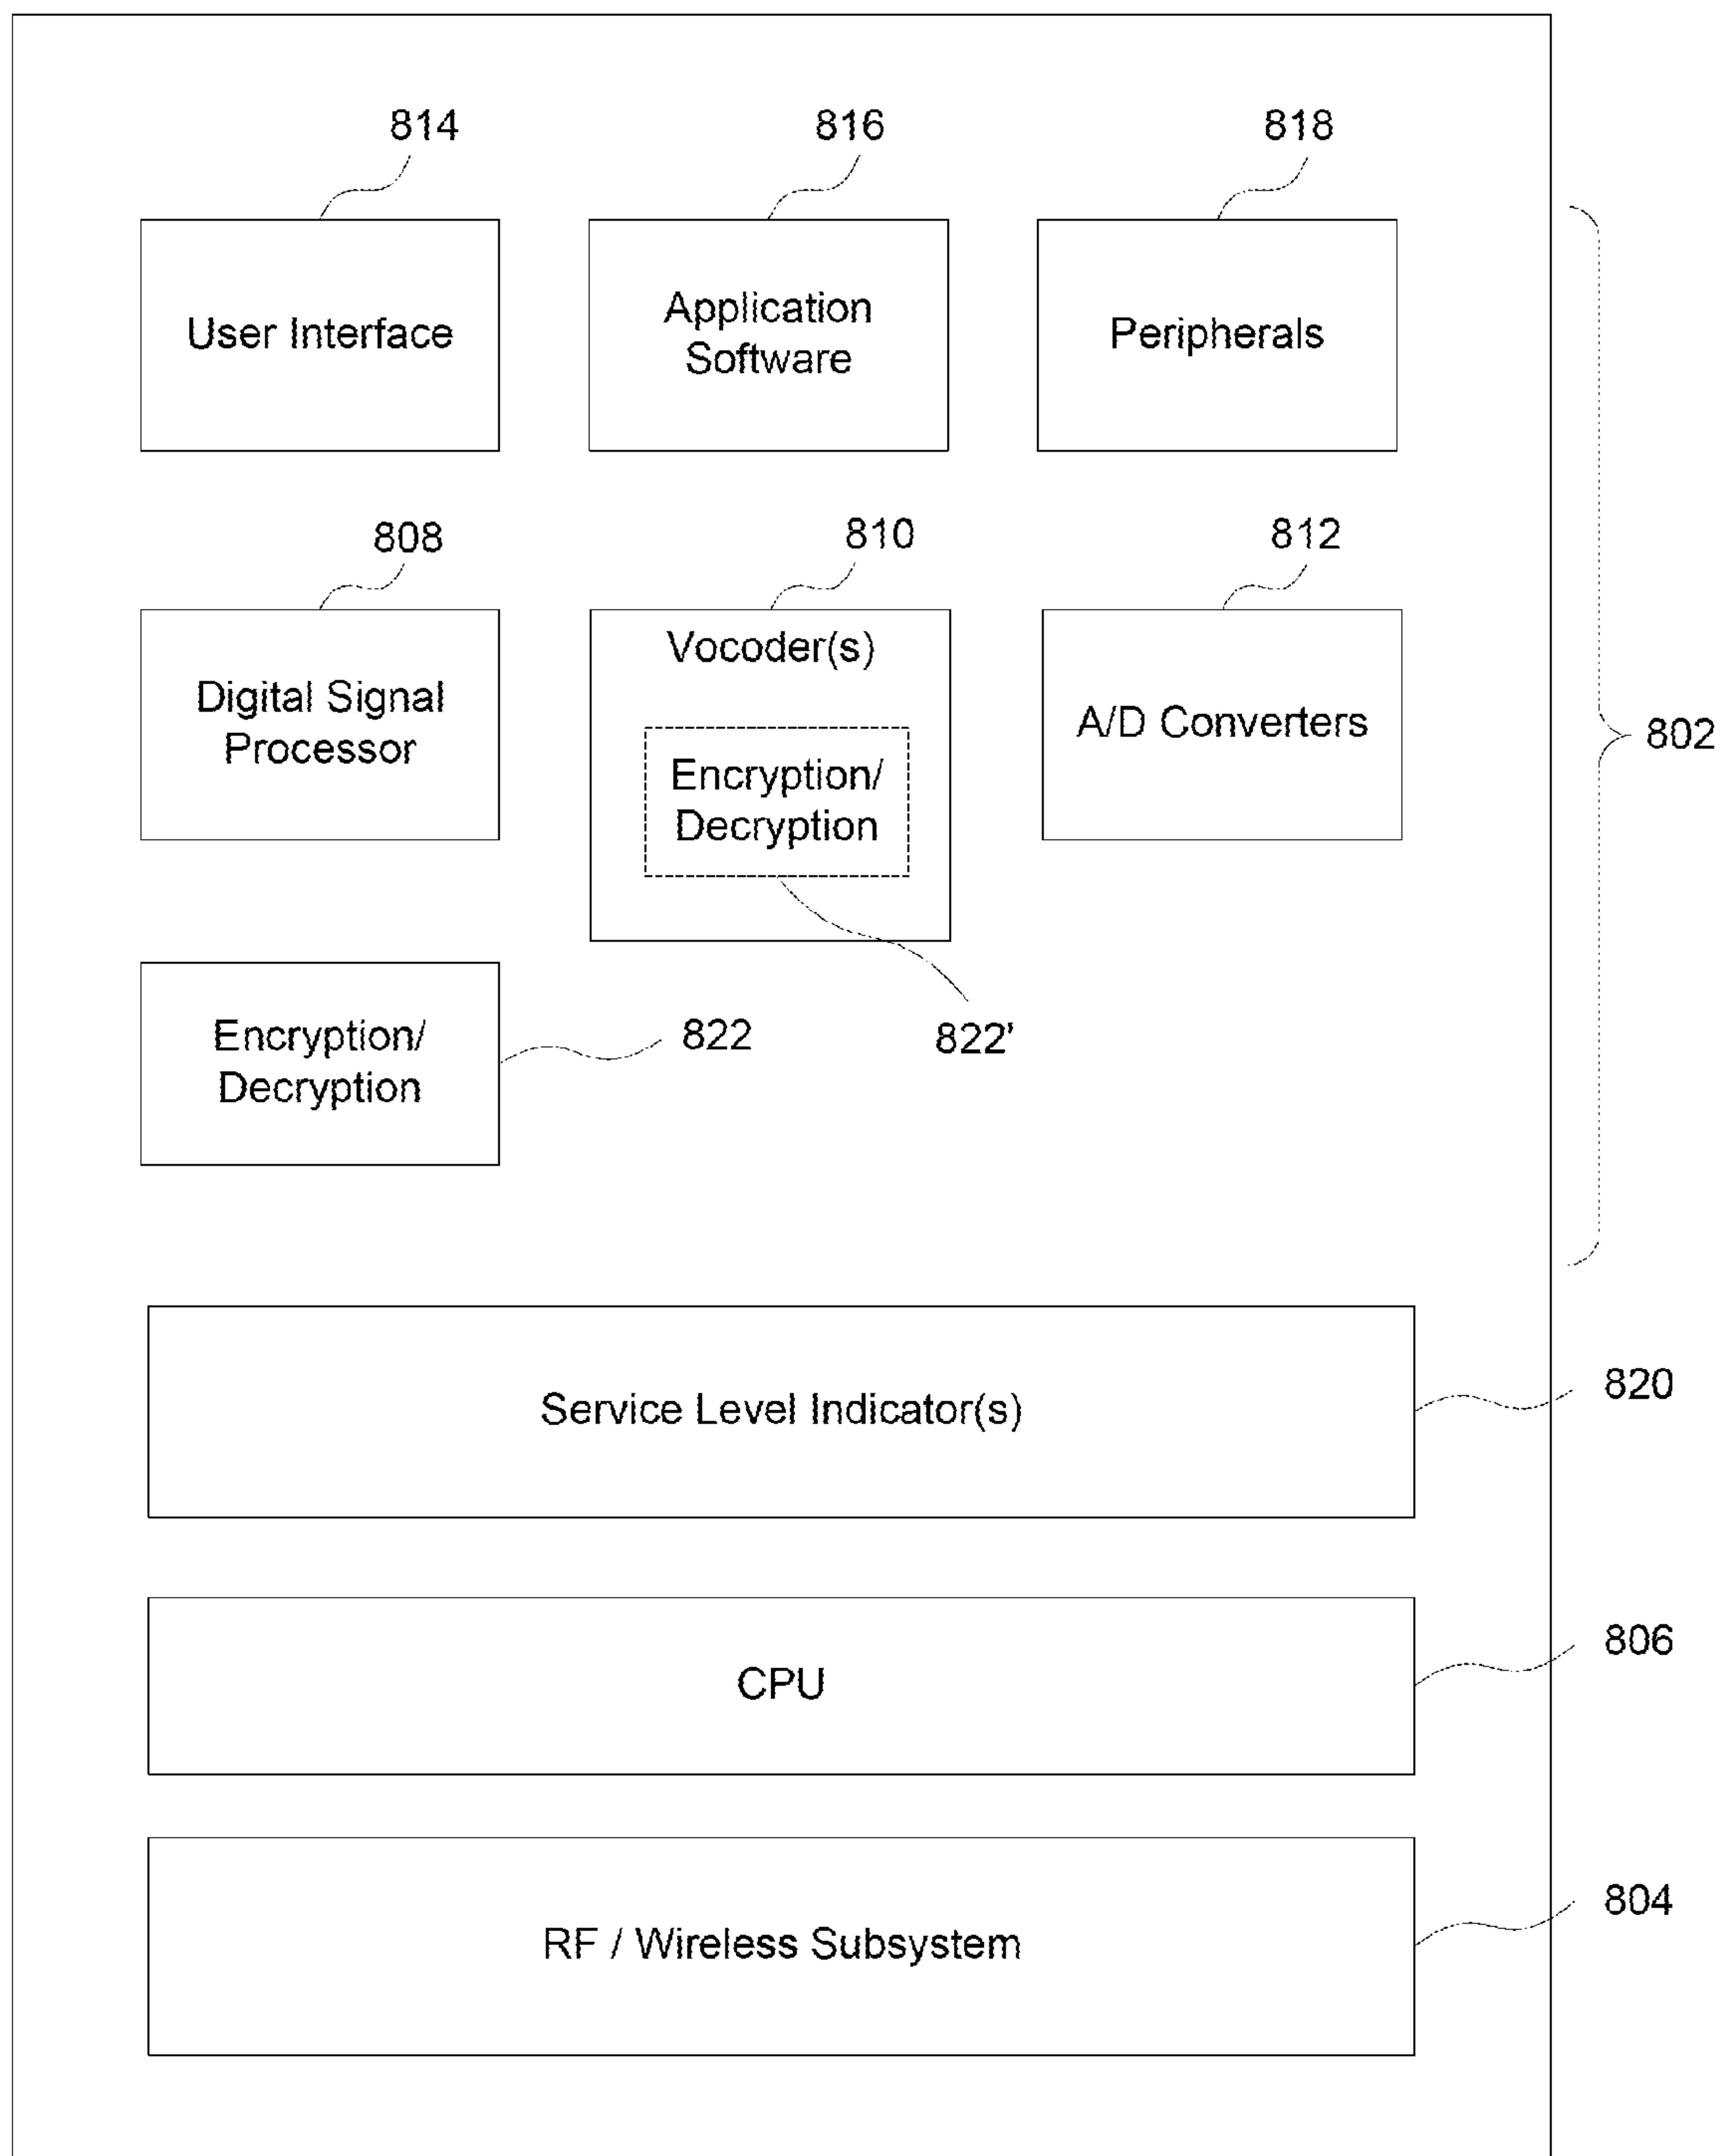 814
816
818
User Interface
Application
Software
Peripherals
808
810
812
Digital Signal
Processor
Vocoder(s)
Encryption/
Decryption
A/D Converters
802
Encryption/
Decryption
822
822'
Service Level Indicator(s)
820
CPU
806
RF / Wireless Subsystem
804